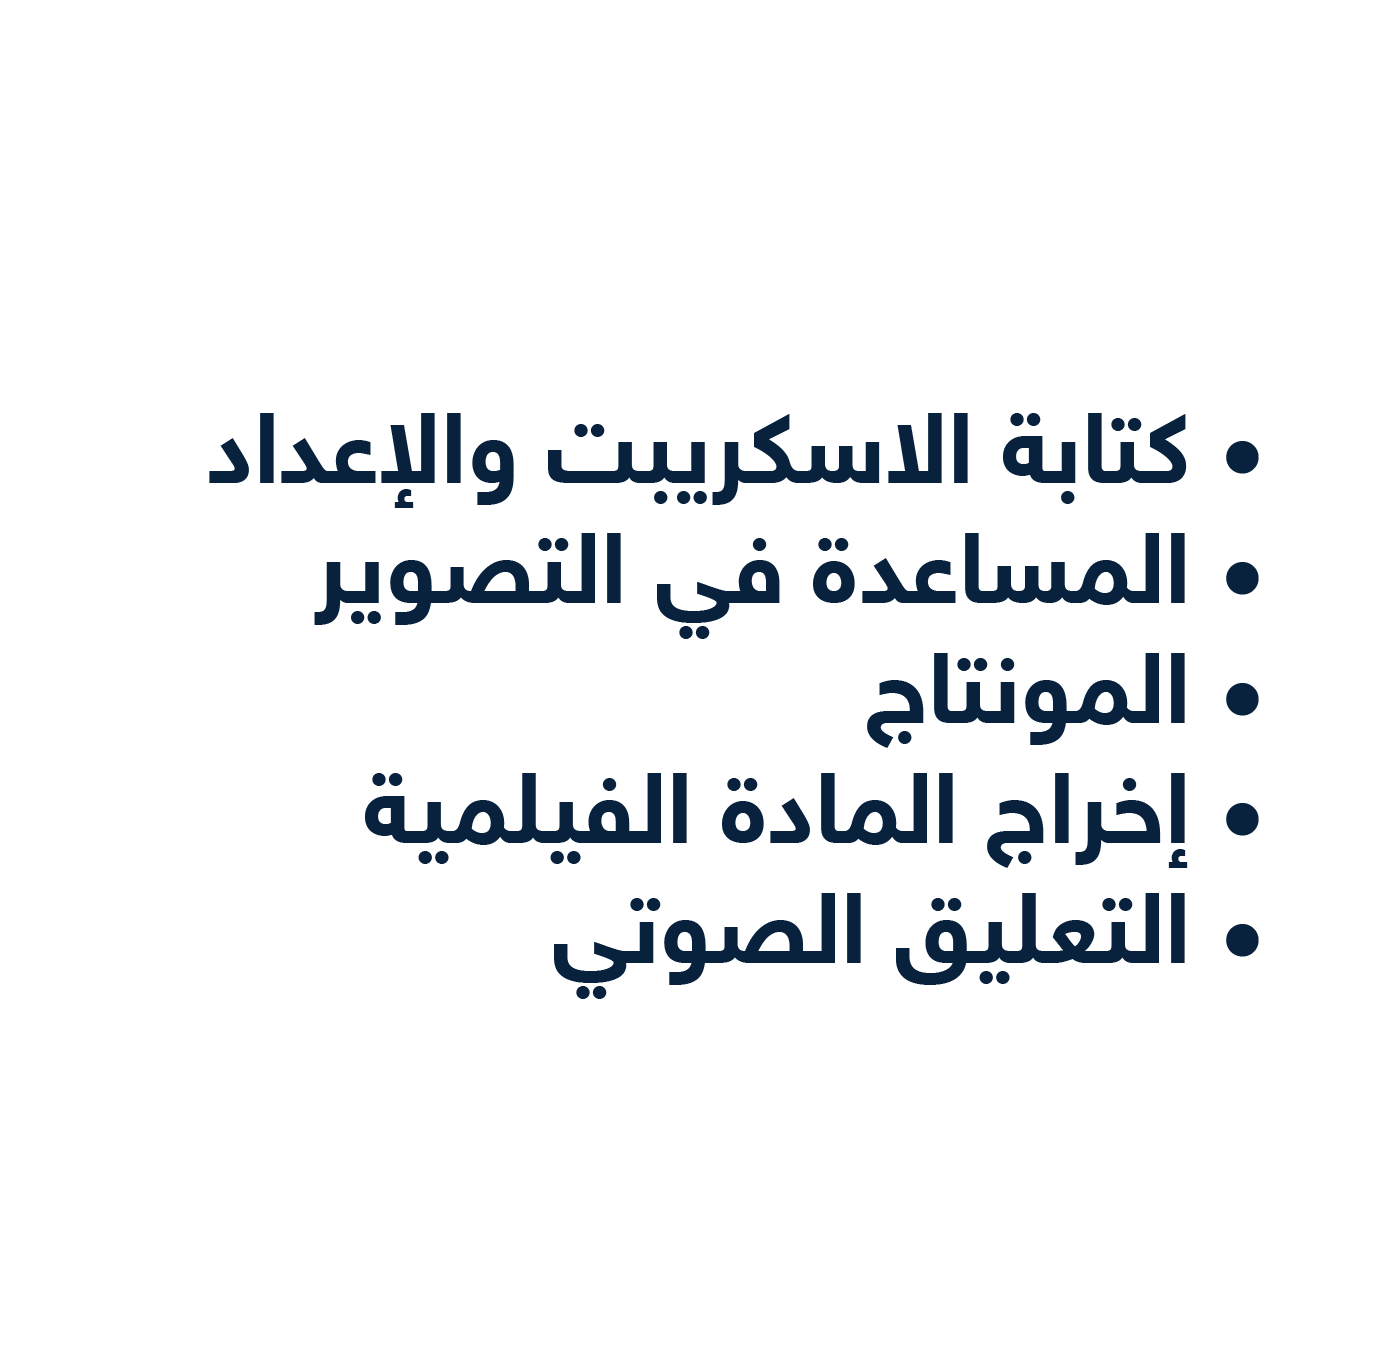 • كتابة الاسكريبت والإعداد
• المساعدة في التصوير
• المونتاج
• إخراج المادة الفيلمية
• التعليق الصوتي